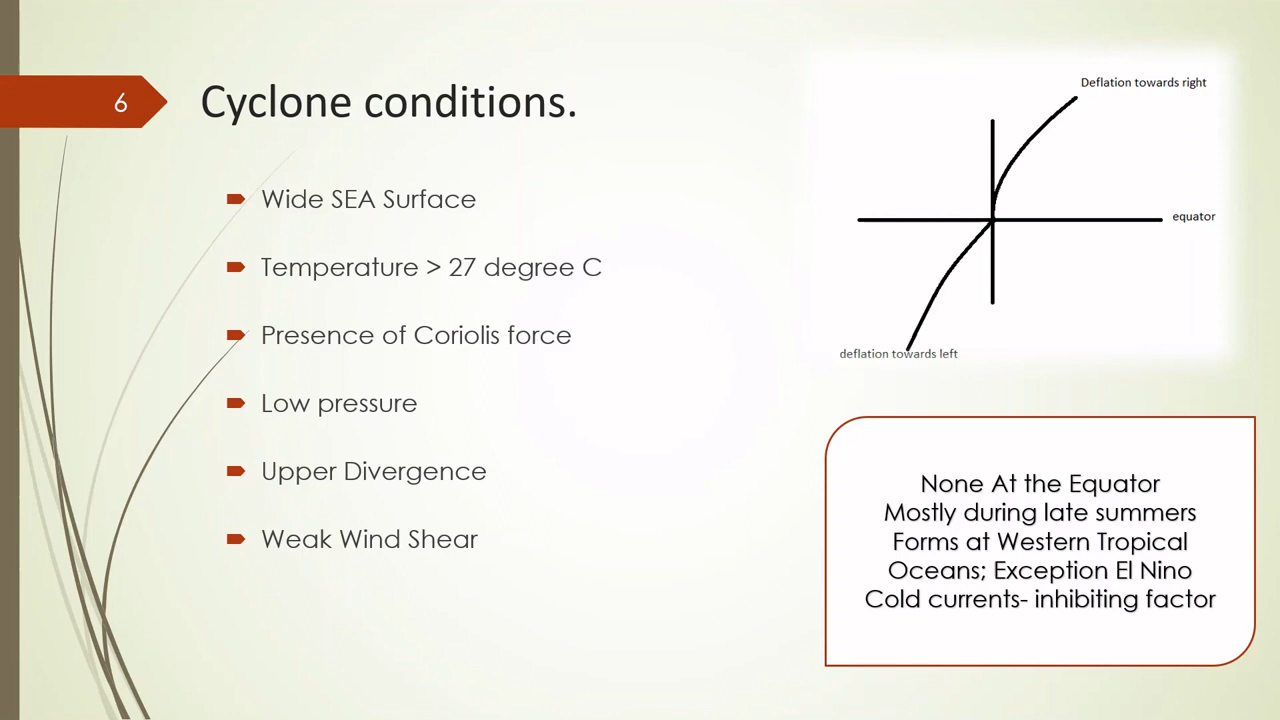 6
Cyclone conditions.
Wide SEA Surface
Temperature > 27 degree C
Presence of Coriolis force
Low pressure
Upper Divergence
Weak Wind Shear
Deflation towards right
equator
deflation towards left
None At the Equator
Mostly during late summers
Forms at Western Tropical
Oceans; Exception El Nino
Cold currents- inhibiting factor